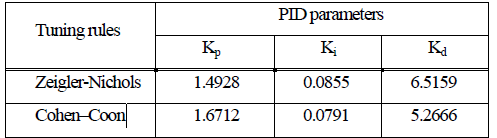 Tuning rules
PID parameters
Kp Ki Kd
Zeigler-Nichols 1.4928 0.0855 6.5159
Cohen–Coon 1.6712 0.0791 5.2666